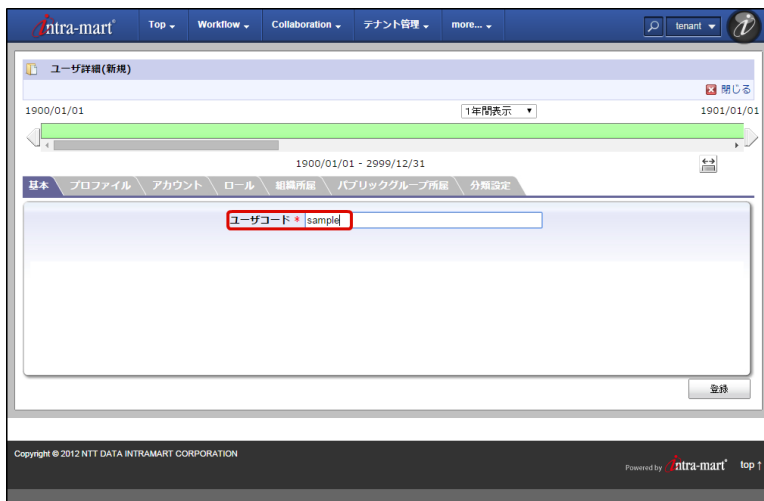 intra-mart Top Workflow Collaboration テナント管理 more... tenant
ユーザ詳細(新規)
閉じる
1900/01/01 1年間表示 1901/01/01
1900/01/01 - 2999/12/31
基本 プロファイル アカウント ロール 組織所属 パブリックグループ所属 分類設定
ユーザコード * sample
登録
Copyright © 2012 NTT DATA INTRAMART CORPORATION
Powered by intra-mart top ↑